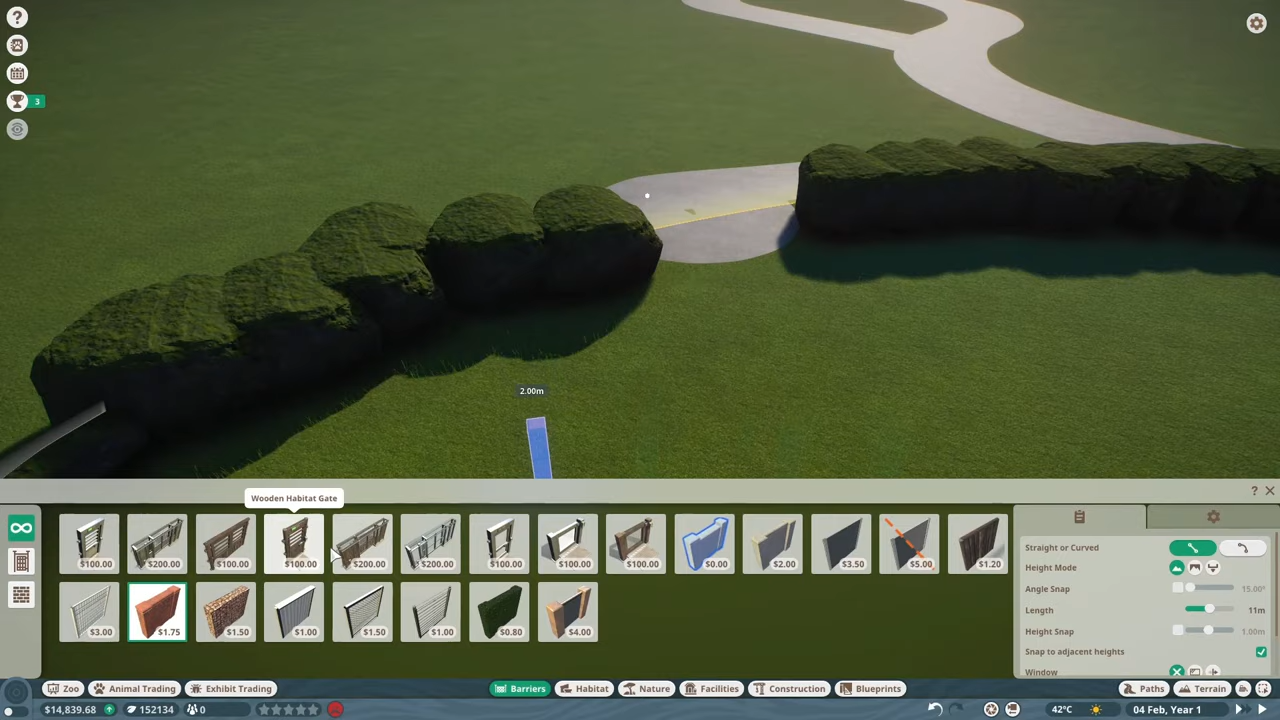 ?
3
2.00m
Wooden Habitat Gate
?
$100.00 $200.00 $100.00 $100.00 $200.00 $200.00 $100.00 $100.00 $100.00 $0.00 $2.00 $3.50 $5.00 $1.20
$3.00 $1.75 $1.50 $1.00 $1.50 $1.00 $0.80 $4.00
Straight or Curved
Height Mode
Angle Snap 15.00°
Length 11m
Height Snap 1.00m
Snap to adjacent heights
Window
Zoo Animal Trading Exhibit Trading Barriers Habitat Nature Facilities Construction Blueprints Paths Terrain
$14,839.68 152134 0 42°C 04 Feb, Year 1